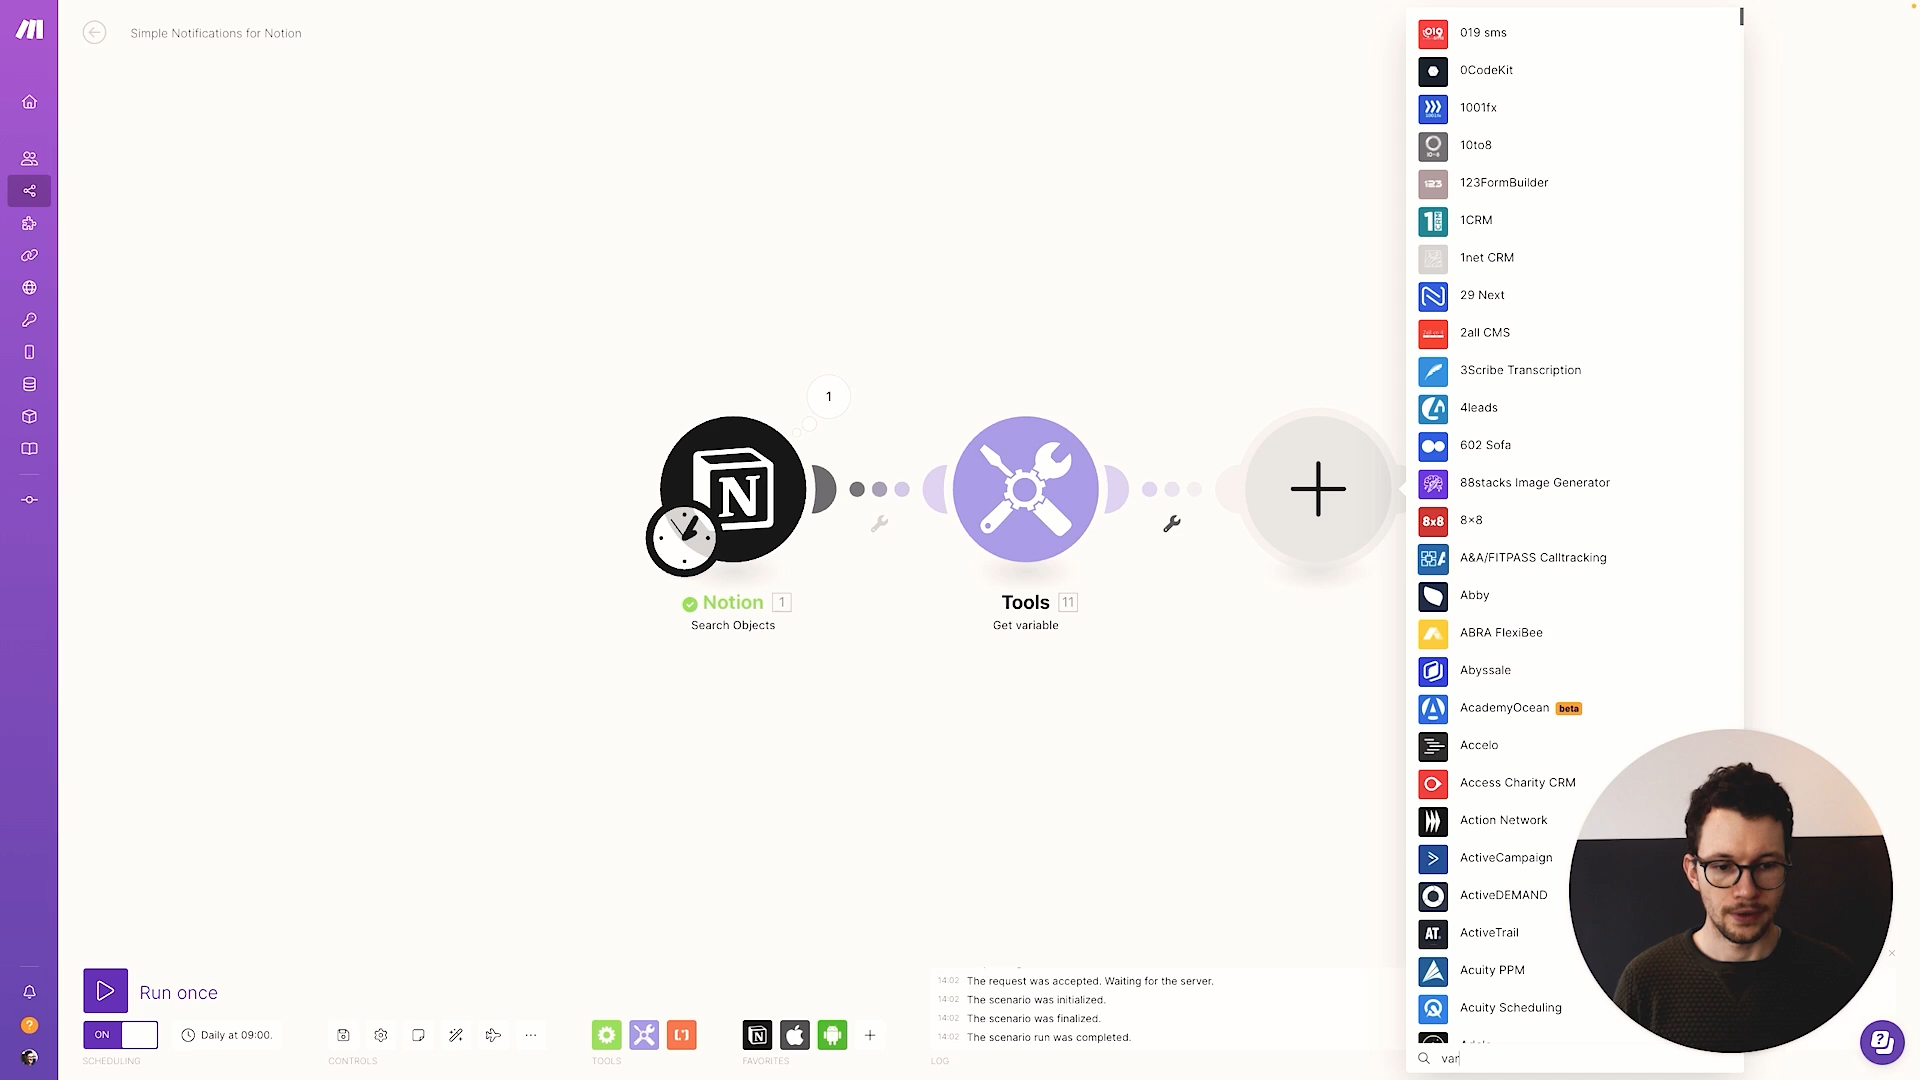 Simple Notifications for Notion
1
Notion 1
Search Objects
Tools 11
Get variable
019 sms
0CodeKit
1001fx
10to8
123FormBuilder
1CRM
1net CRM
29 Next
2all CMS
3Scribe Transcription
4leads
602 Sofa
88stacks Image Generator
8x8
8×8
A&A/FITPASS Calltracking
Abby
ABRA FlexiBee
Abyssale
AcademyOcean beta
Accelo
Access Charity CRM
Action Network
ActiveCampaign
ActiveDEMAND
AT.
ActiveTrail
Acuity PPM
Acuity Scheduling
var
Run once
ON
Daily at 09:00.
SCHEDULING
CONTROLS
TOOLS
FAVORITES
14:02 The request was accepted. Waiting for the server.
14:02 The scenario was initialized.
14:02 The scenario was finalized.
14:02 The scenario run was completed.
LOG